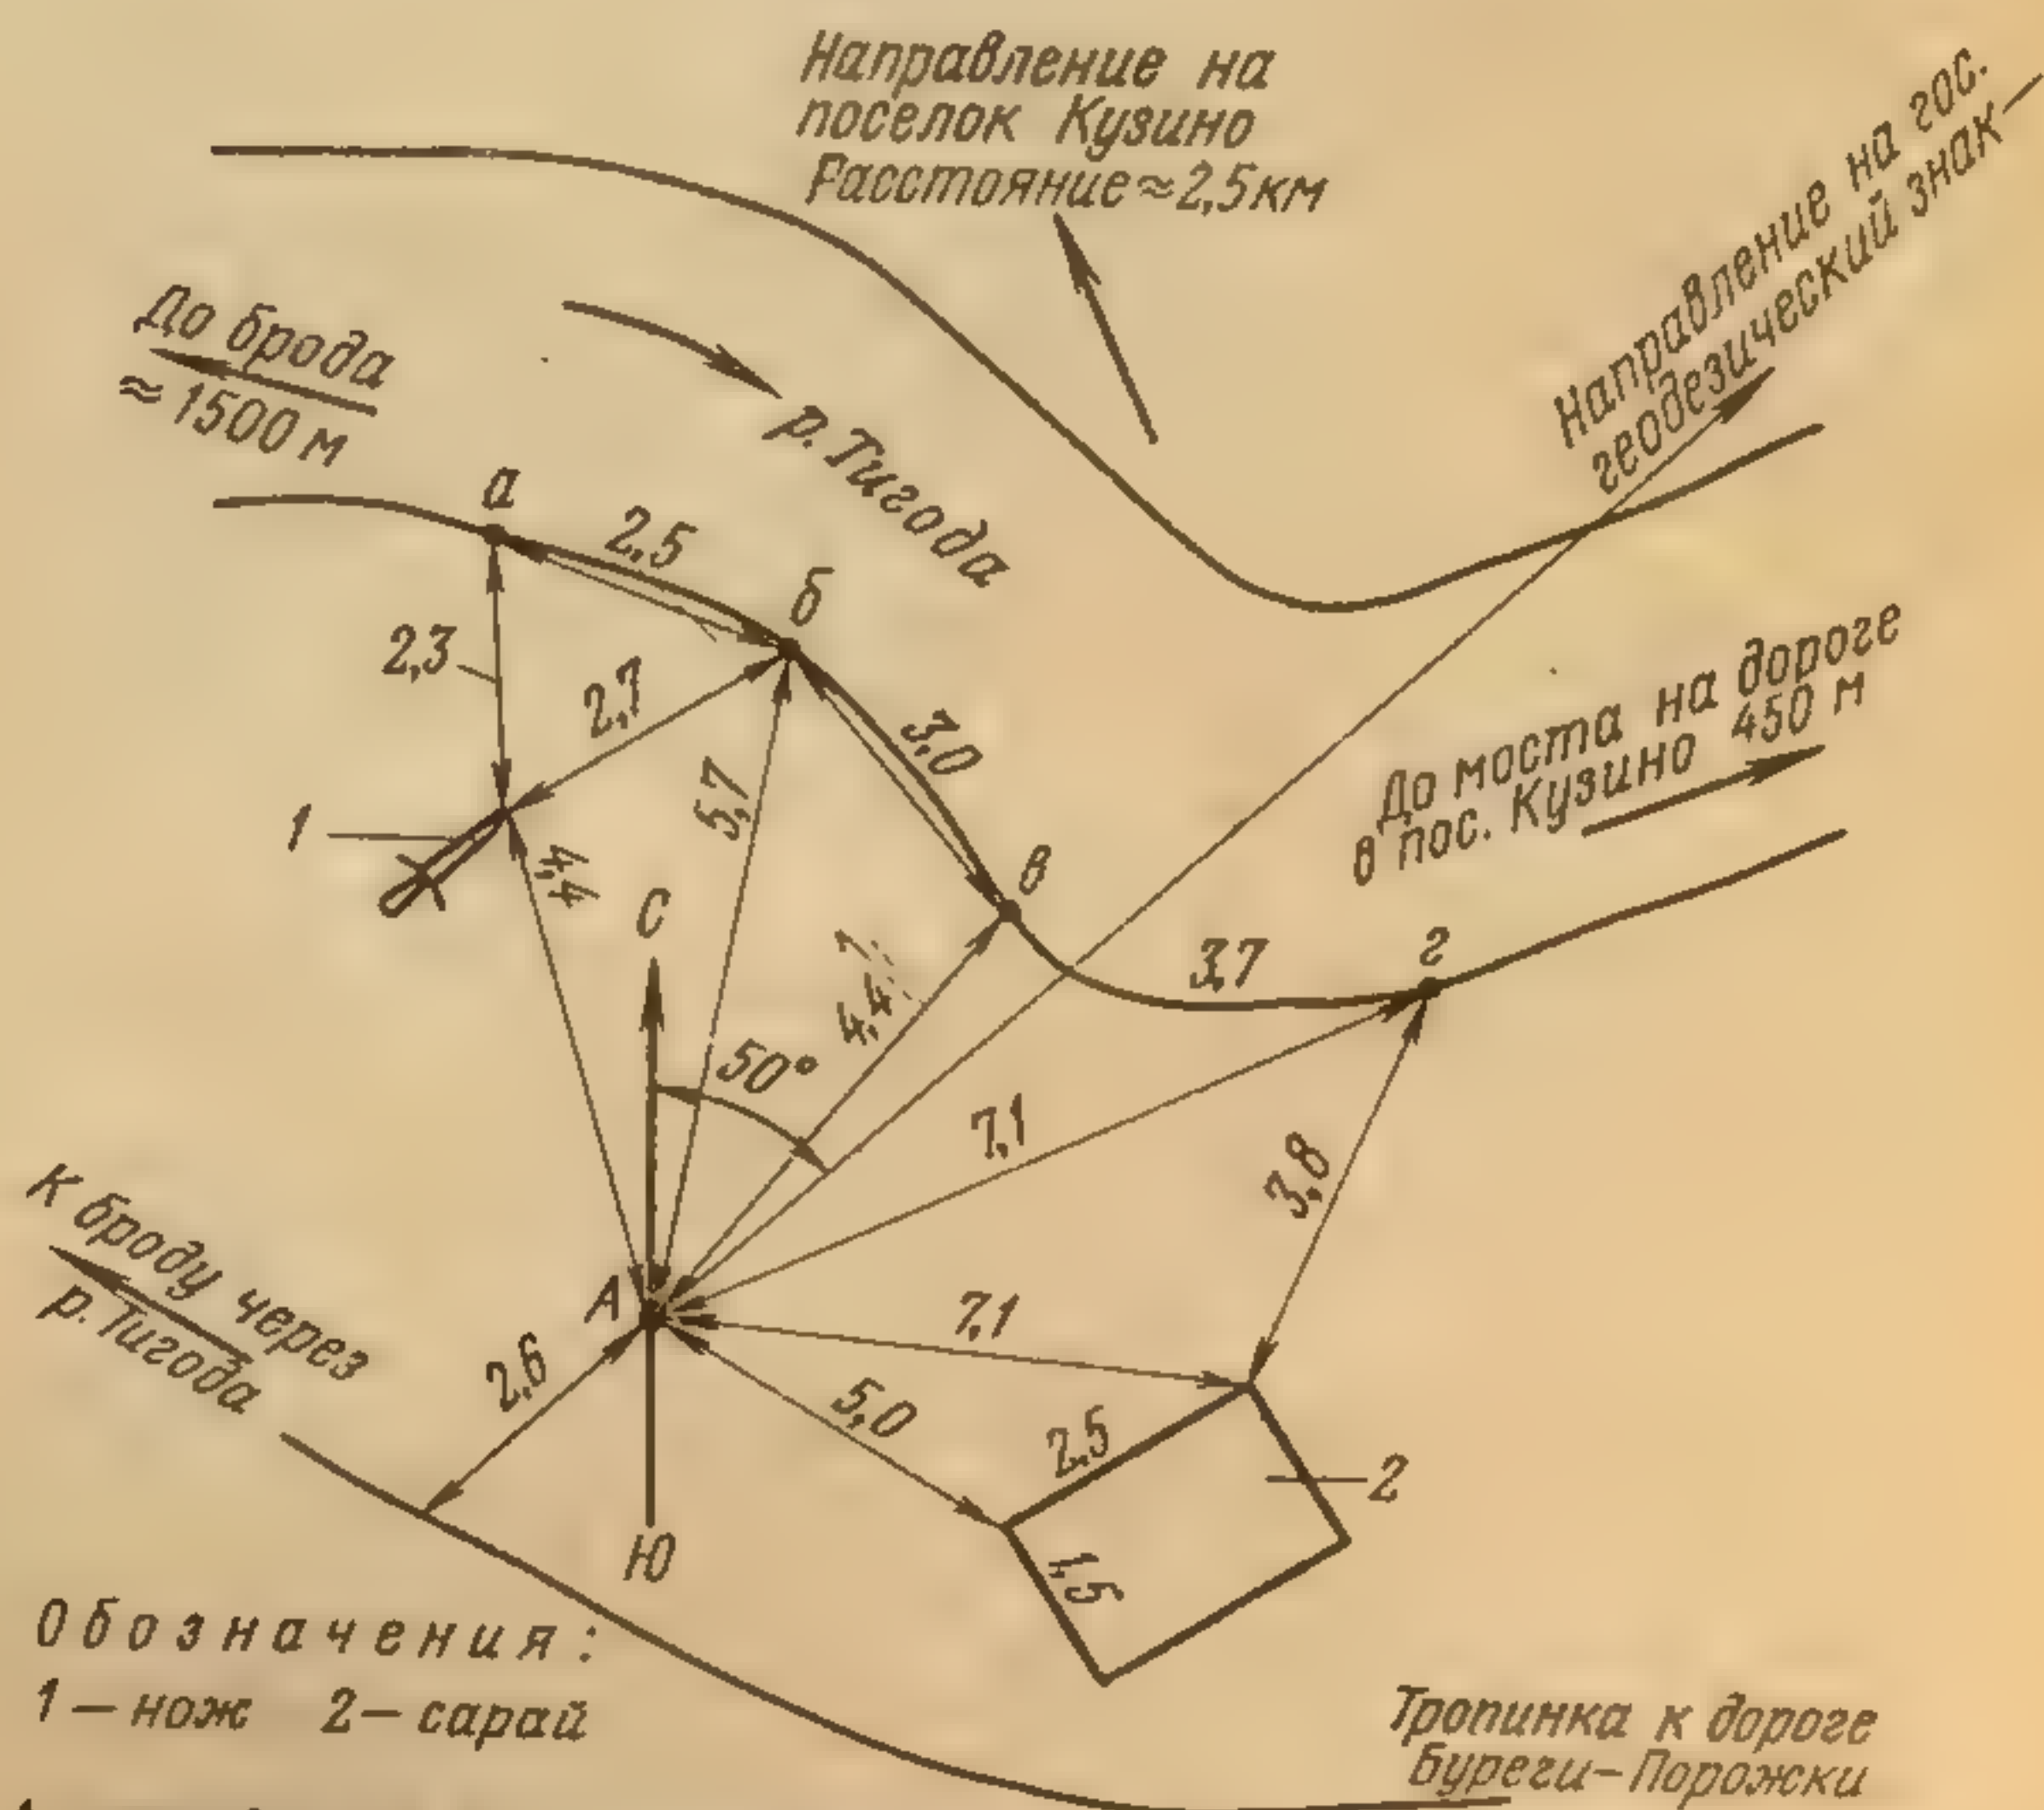 Направление на
поселок Кузино
Расстояние ≈ 2,5 км
Направление на гос.
геодезический знак
До брода
≈ 1500 м
р. Тигода
а
2,5
б
2,3
2,7
3,0
5,7
1
4,4
До моста на дороге
в пос. Кузино 450 м
С
в
4,4
3,7
г
50°
7,1
3,8
К броду через
р. Тигода
А
2,6
7,1
5,0
2,5
2
1,5
Ю
Обозначения:
1 — нож 2 — сарай
Тропинка к дороге
Буреги — Порожки